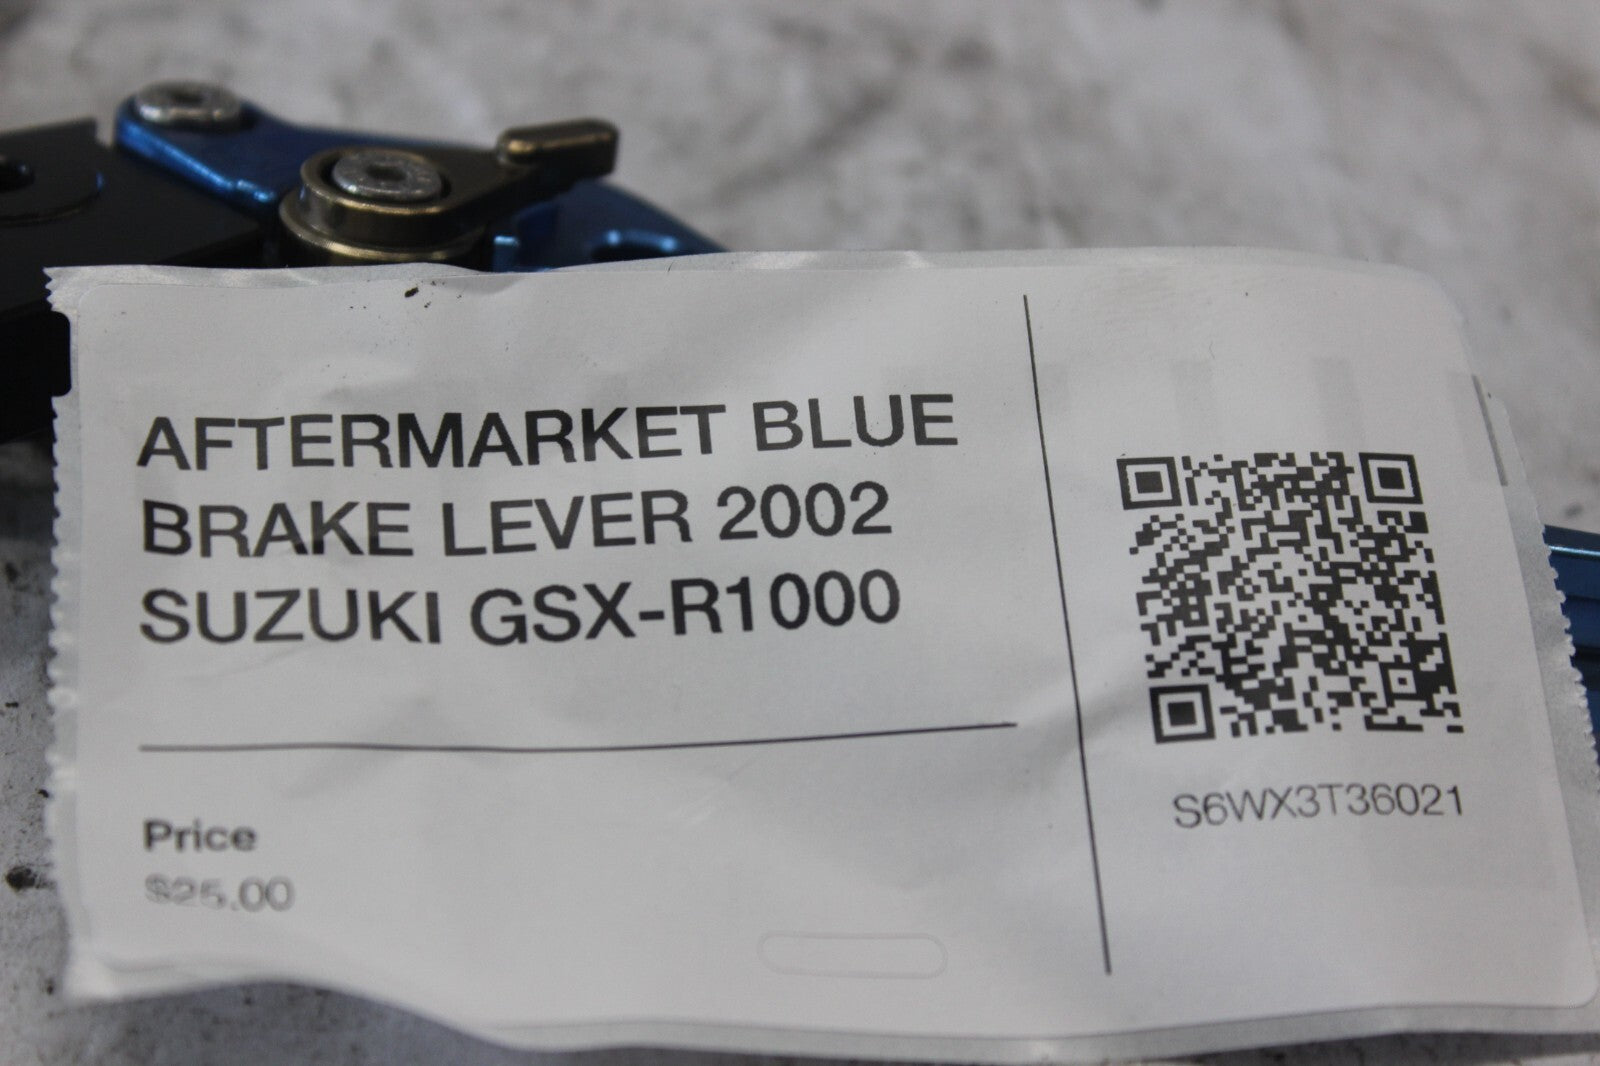 AFTERMARKET BLUE
BRAKE LEVER 2002
SUZUKI GSX-R1000
Price
$25.00
S6WX3T36021